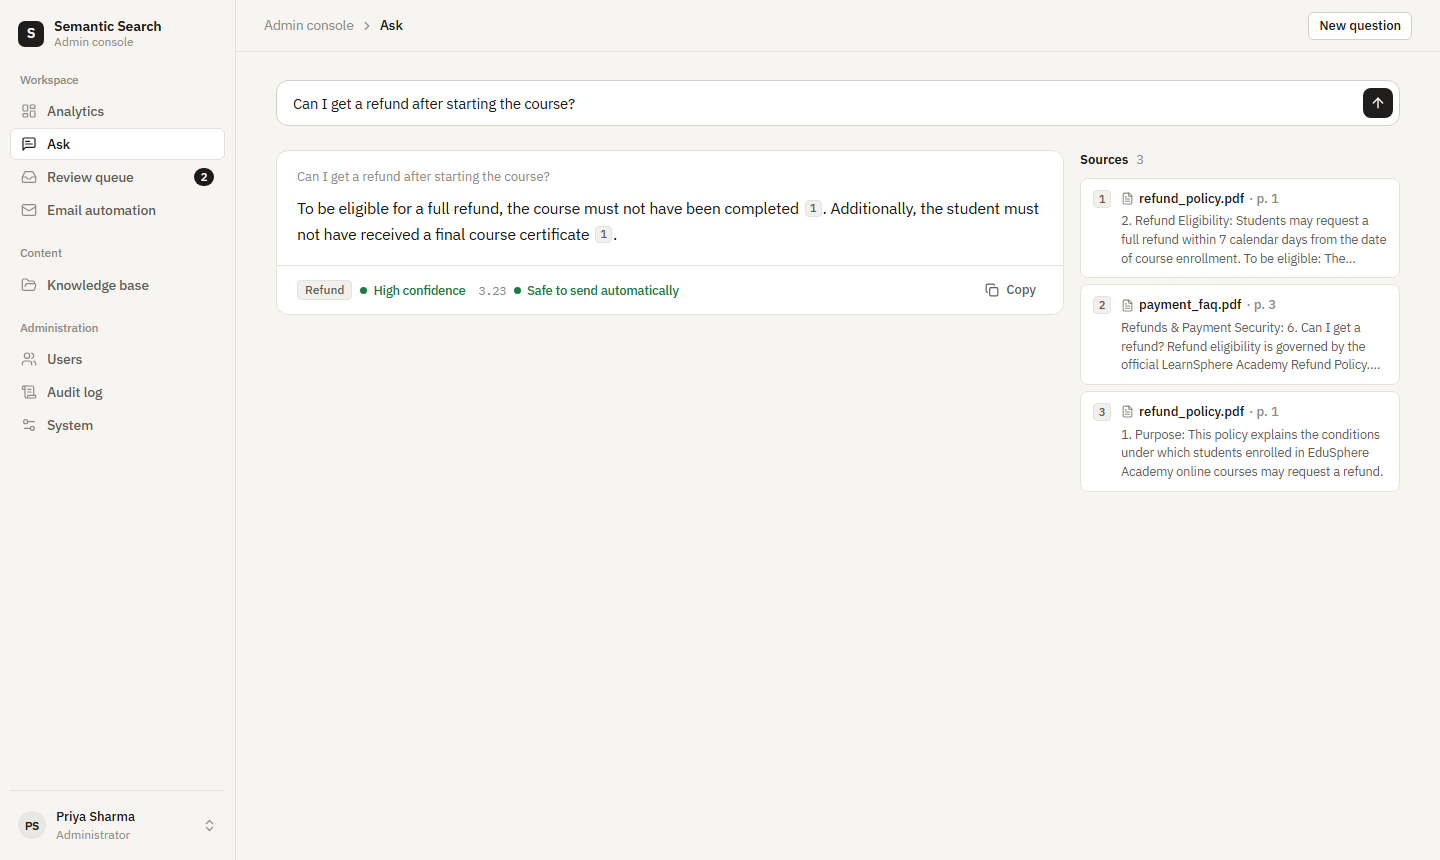 S
Semantic Search
Admin console
Workspace
Analytics
Ask
Review queue 2
Email automation
Content
Knowledge base
Administration
Users
Audit log
System
PS
Priya Sharma
Administrator
Admin console > Ask
New question
Can I get a refund after starting the course?
Can I get a refund after starting the course?
To be eligible for a full refund, the course must not have been completed 1. Additionally, the student must
not have received a final course certificate 1.
Refund High confidence 3.23 Safe to send automatically Copy
Sources 3
1 refund_policy.pdf · p. 1
2. Refund Eligibility: Students may request a
full refund within 7 calendar days from the date
of course enrollment. To be eligible: The...
2 payment_faq.pdf · p. 3
Refunds & Payment Security: 6. Can I get a
refund? Refund eligibility is governed by the
official LearnSphere Academy Refund Policy....
3 refund_policy.pdf · p. 1
1. Purpose: This policy explains the conditions
under which students enrolled in EduSphere
Academy online courses may request a refund.